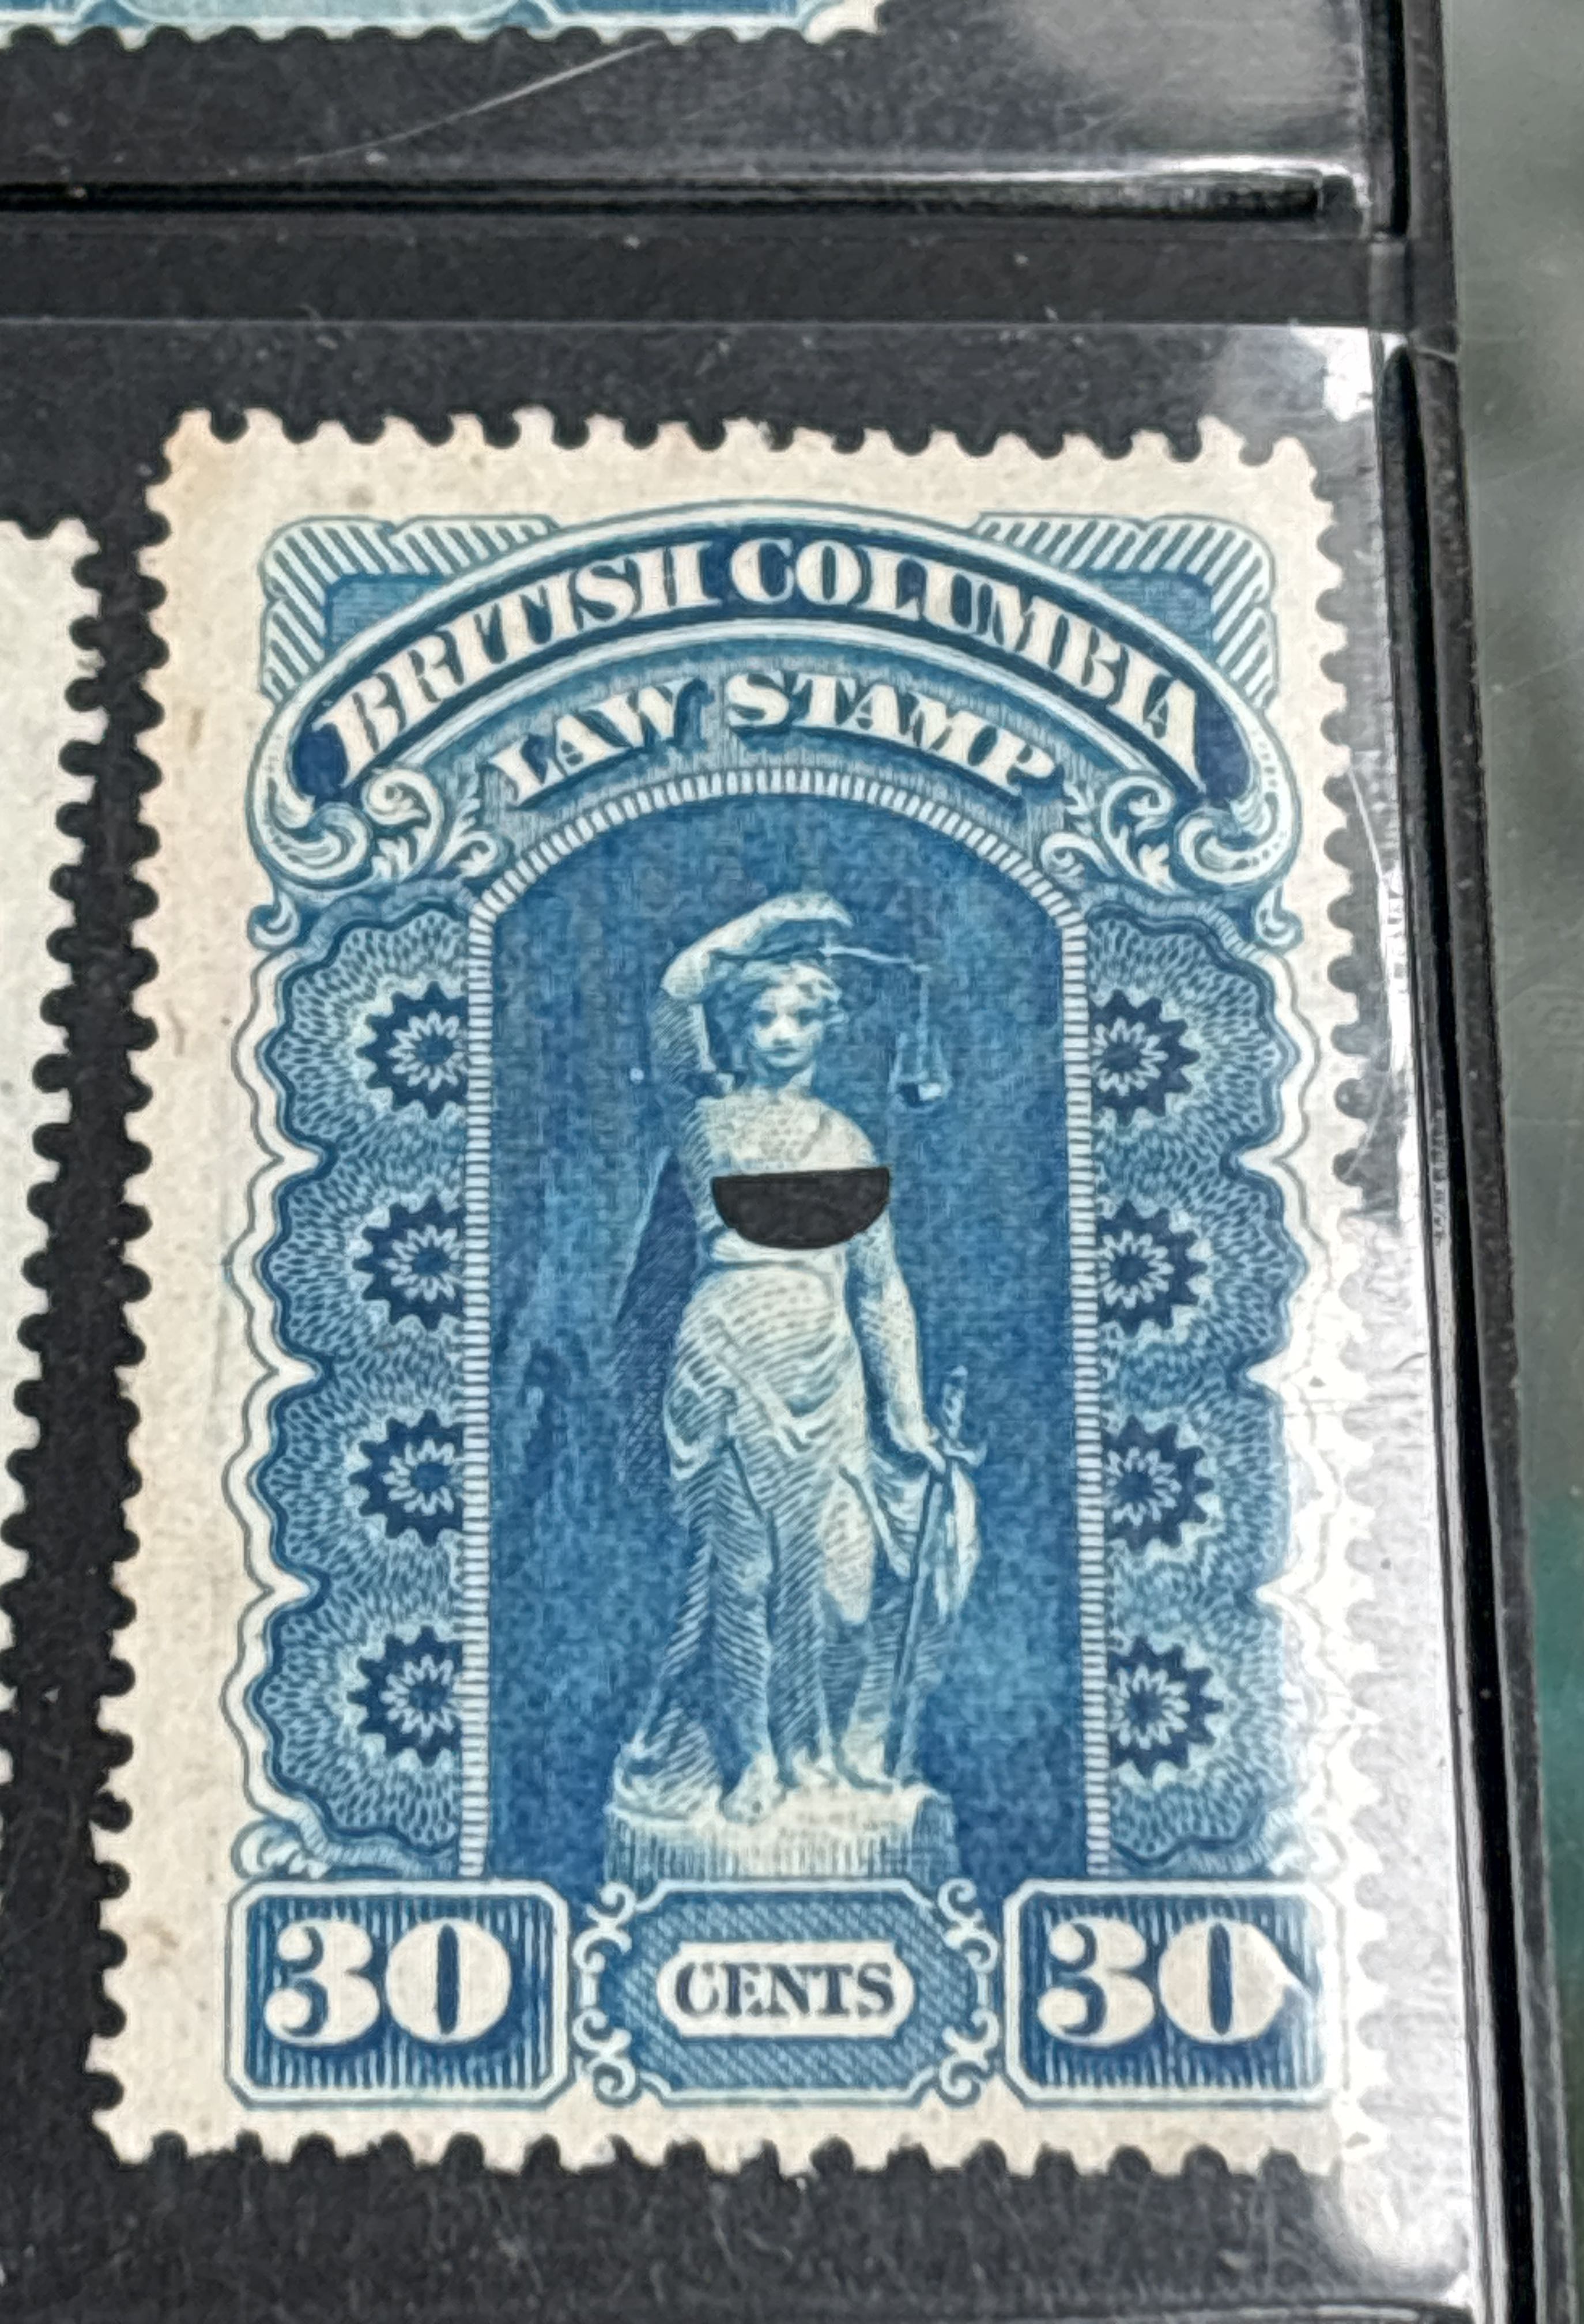 BRITISH COLUMBIA
LAW STAMP
30 CENTS 30